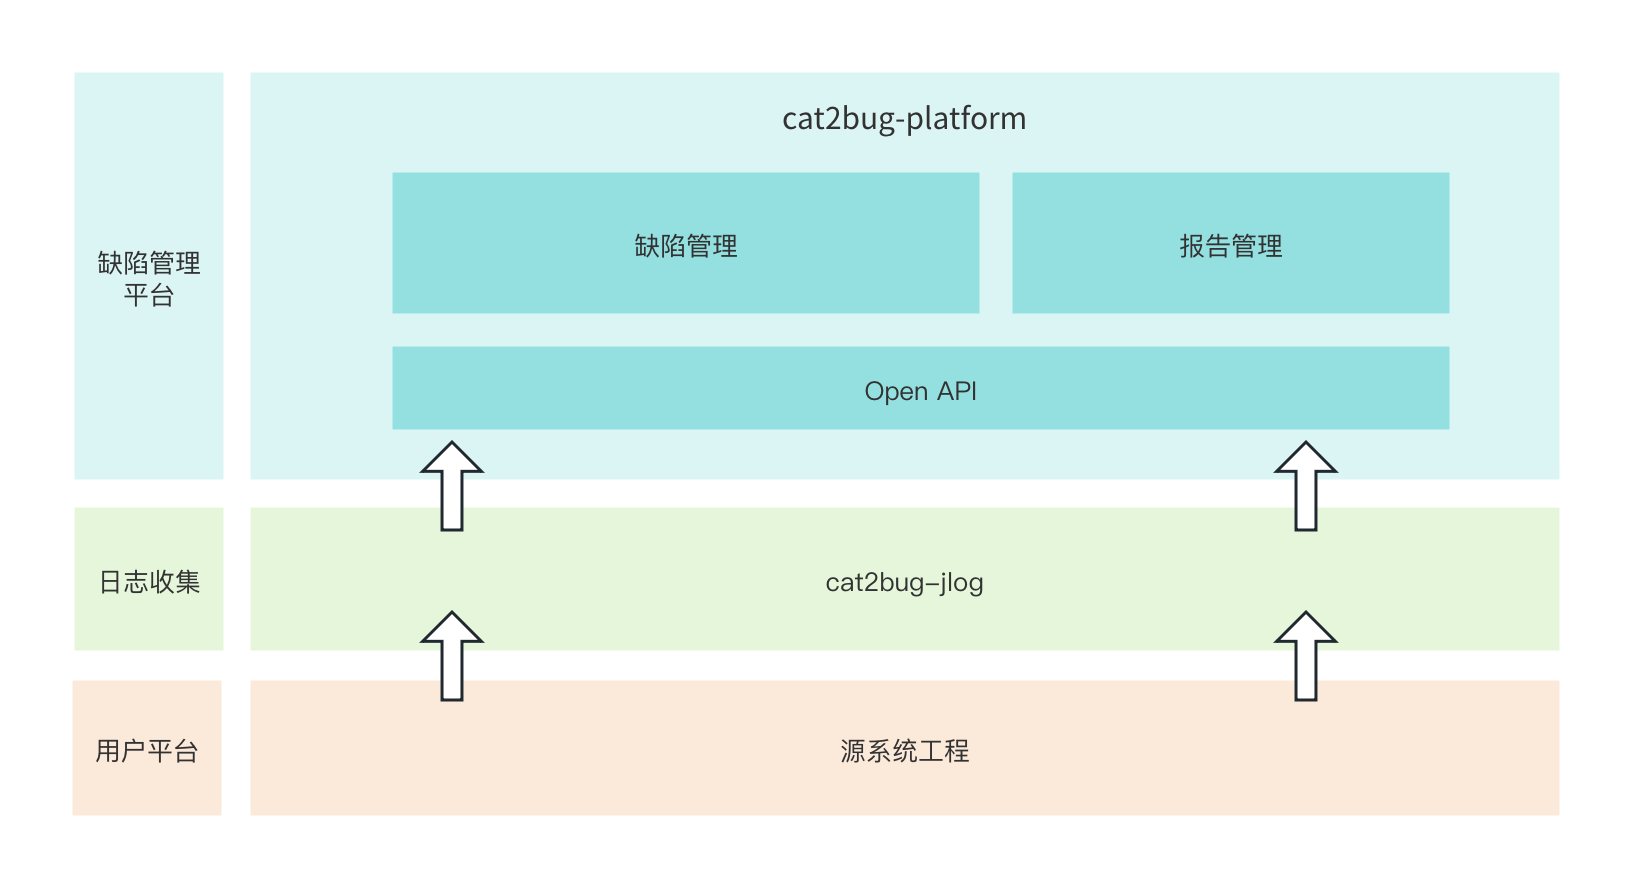 缺陷管理
平台
cat2bug-platform
缺陷管理
报告管理
Open API
日志收集
cat2bug-jlog
用户平台
源系统工程